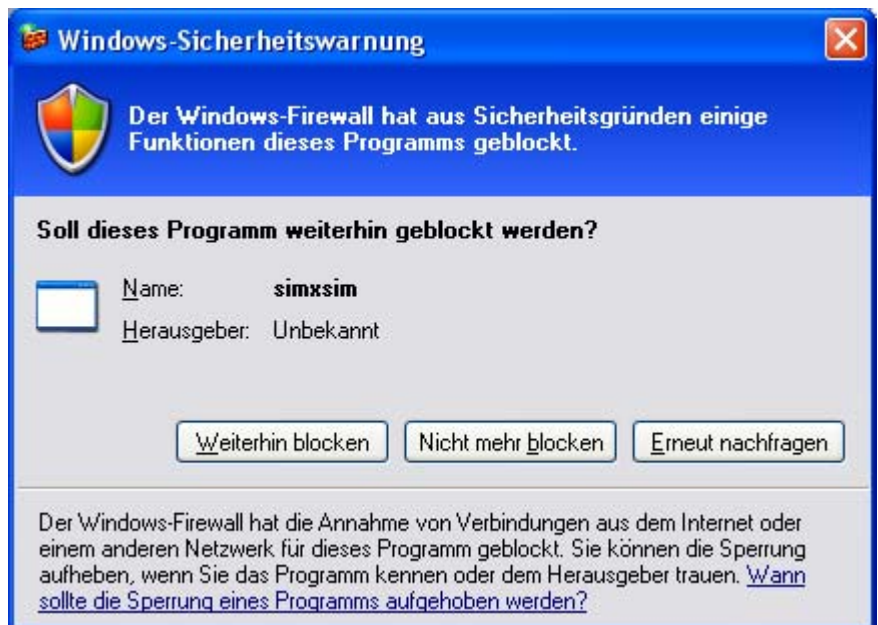 Windows-Sicherheitswarnung
Der Windows-Firewall hat aus Sicherheitsgründen einige
Funktionen dieses Programms geblockt.
Soll dieses Programm weiterhin geblockt werden?
Name: simxsim
Herausgeber: Unbekannt
Weiterhin blocken Nicht mehr blocken Erneut nachfragen
Der Windows-Firewall hat die Annahme von Verbindungen aus dem Internet oder
einem anderen Netzwerk für dieses Programm geblockt. Sie können die Sperrung
aufheben, wenn Sie das Programm kennen oder dem Herausgeber trauen. Wann
sollte die Sperrung eines Programms aufgehoben werden?